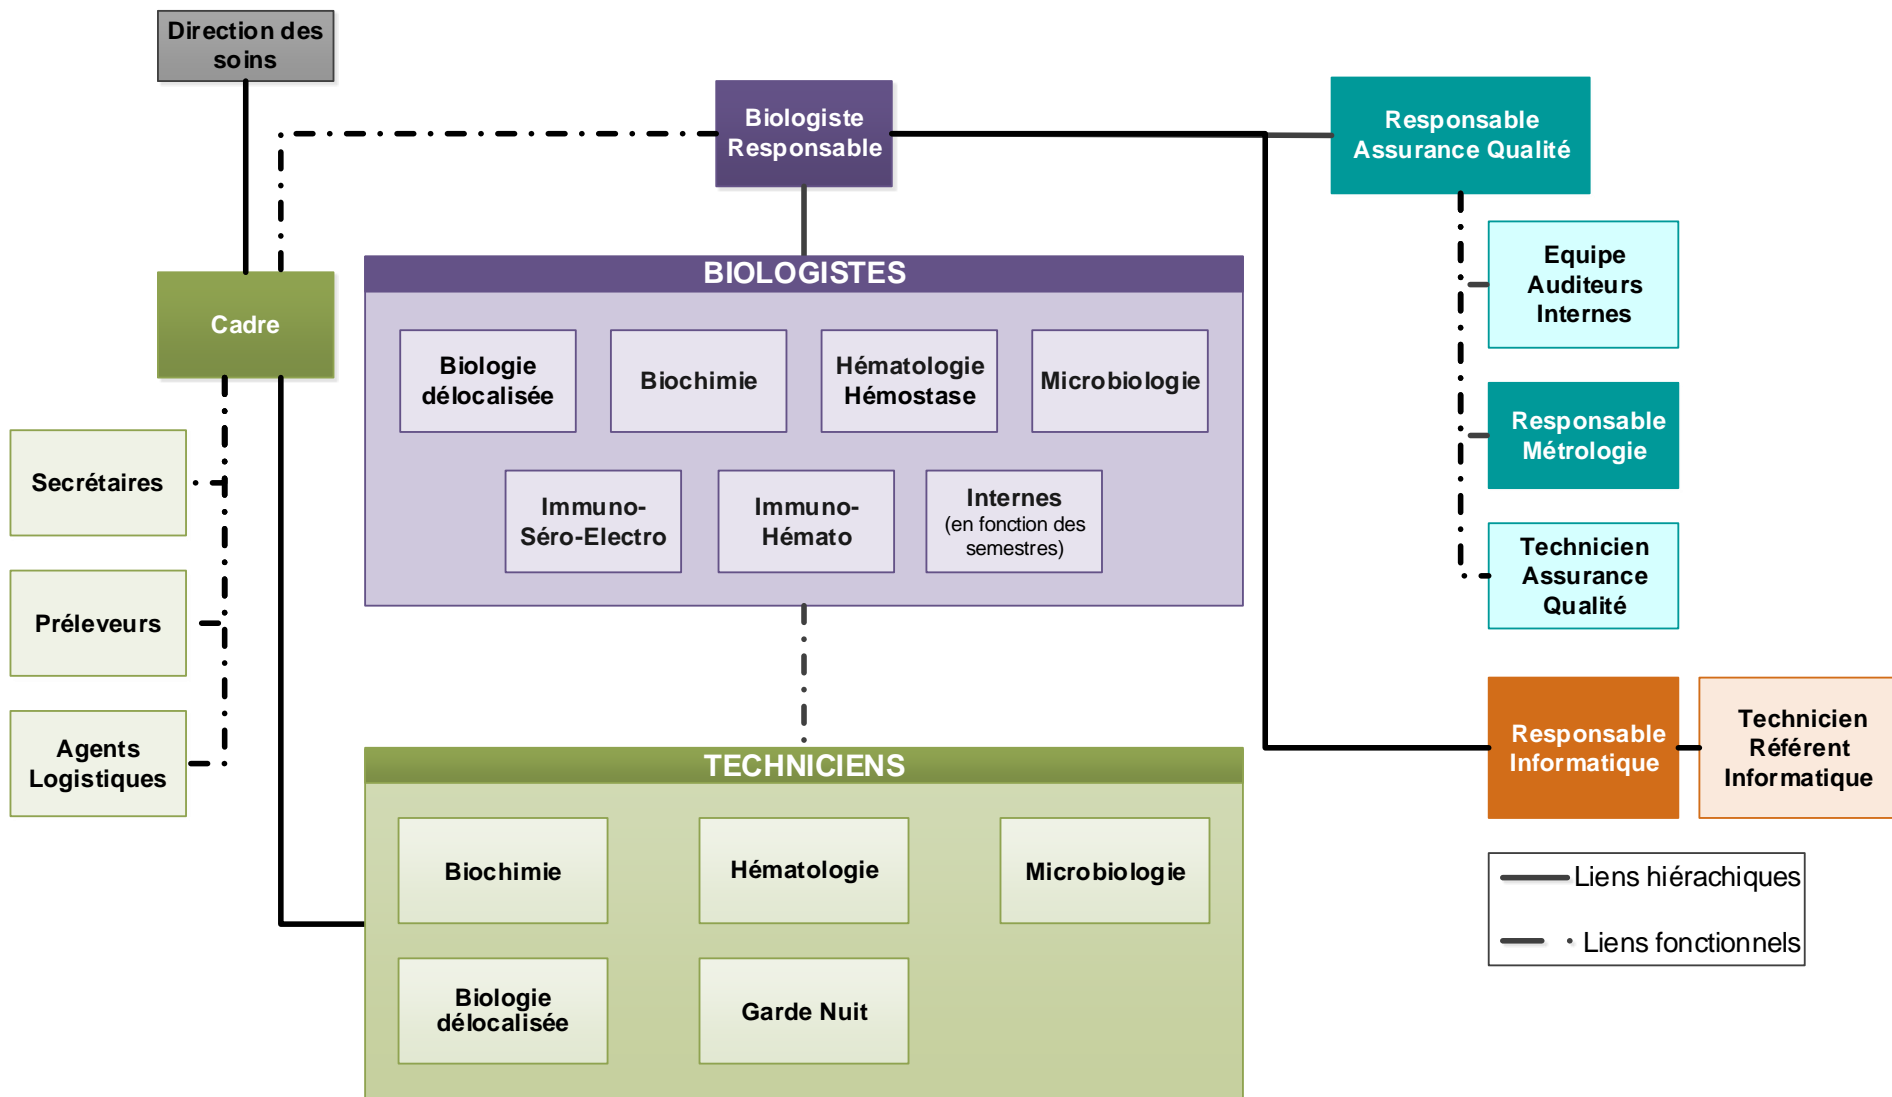 Direction des
soins
Biologiste
Responsable
Responsable
Assurance Qualité
Equipe
Auditeurs
Internes
Cadre
BIOLOGISTES
Biologie
délocalisée
Biochimie
Hématologie
Hémostase
Microbiologie
Immuno-
Séro-Electro
Immuno-
Hémato
Internes
(en fonction des
semestres)
Responsable
Métrologie
Technicien
Assurance
Qualité
Secrétaires
Préleveurs
Agents
Logistiques
Responsable
Informatique
Technicien
Référent
Informatique
TECHNICIENS
Biochimie
Hématologie
Microbiologie
Biologie
délocalisée
Garde Nuit
Liens hiérachiques
Liens fonctionnels